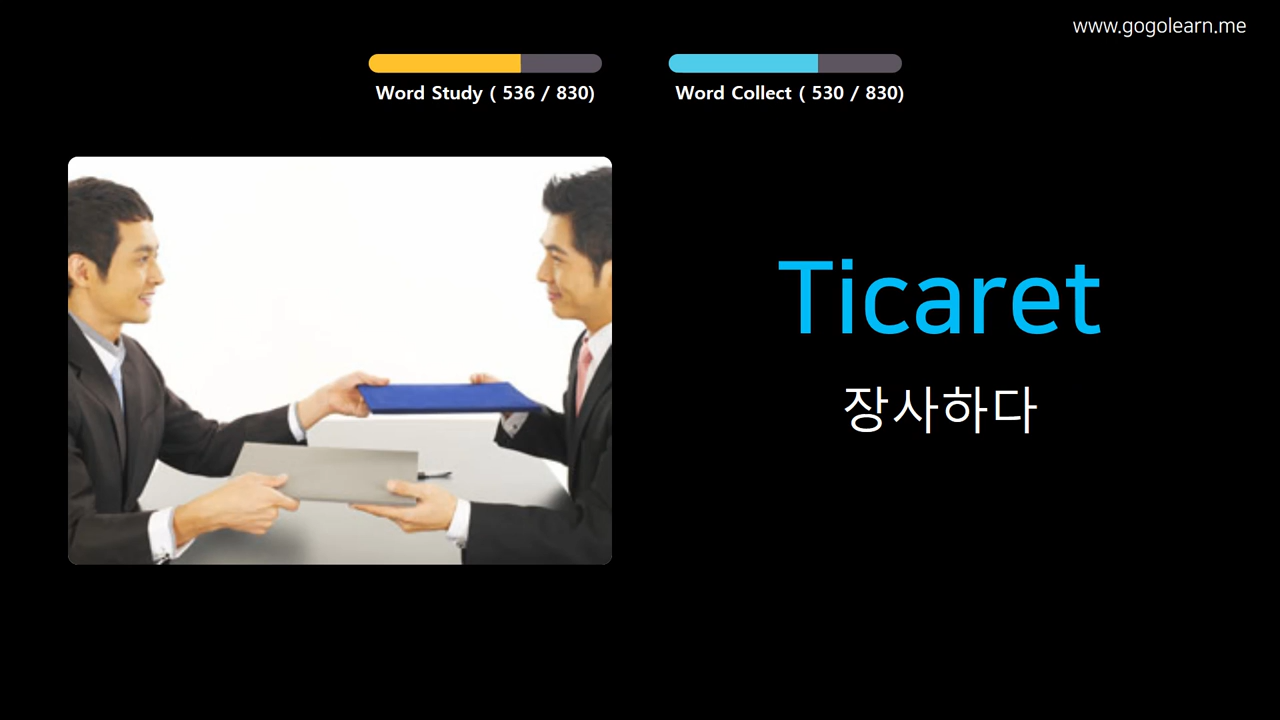 www.gogolearn.me
Word Study ( 536 / 830)
Word Collect ( 530 / 830)
Ticaret
장사하다